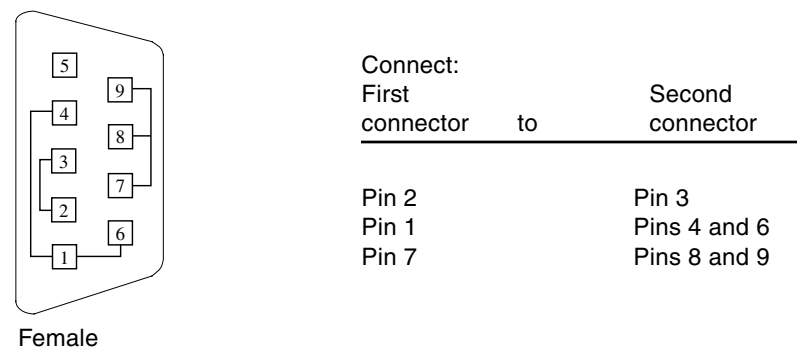 5
9
4
8
3
7
2
6
1
Female
Connect:
First Second
connector to connector
Pin 2 Pin 3
Pin 1 Pins 4 and 6
Pin 7 Pins 8 and 9